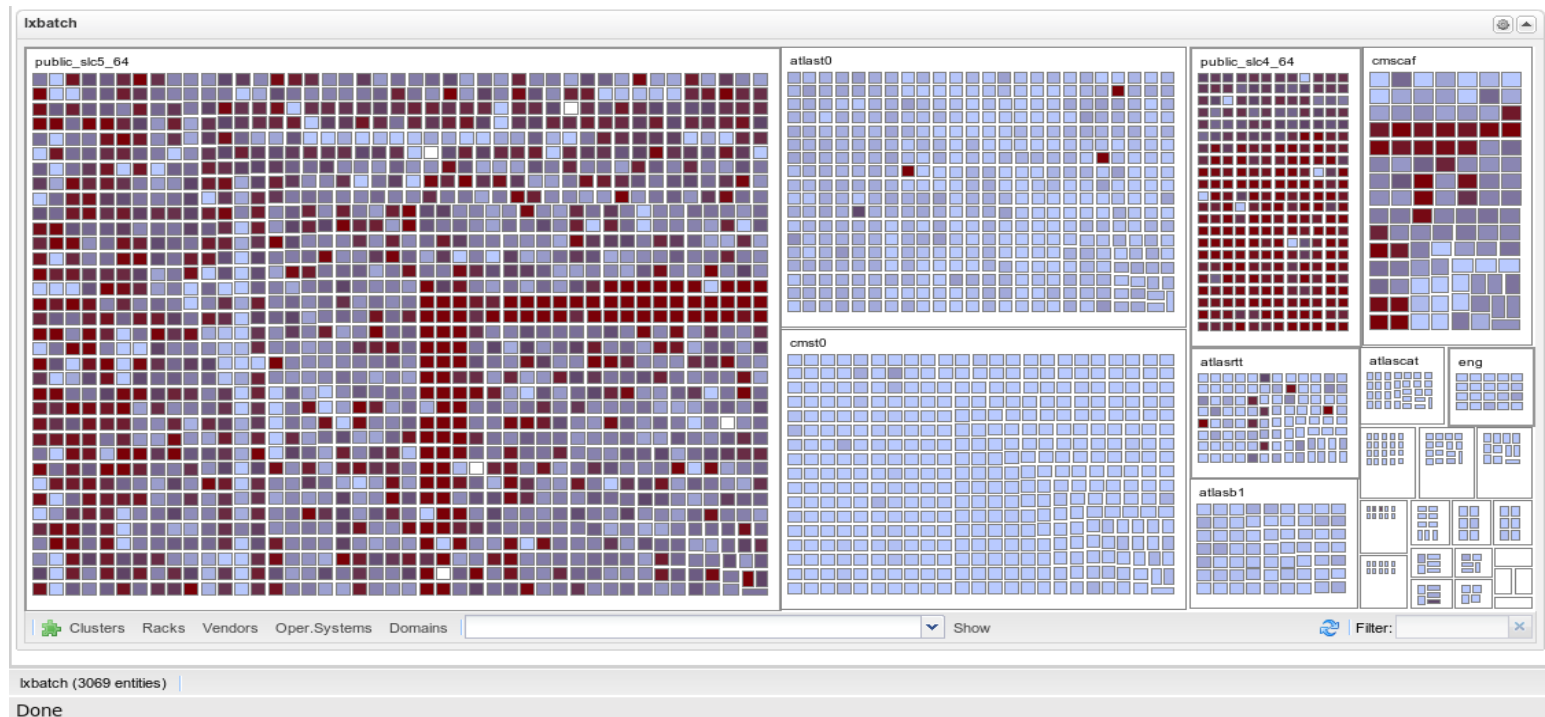 lxbatch
public_slc5_64
atlast0
public_slc4_64
cmscaf
cmst0
atlasrtt
atlascat
eng
atlasb1
Clusters Racks Vendors Oper.Systems Domains Show Filter:
lxbatch (3069 entities)
Done